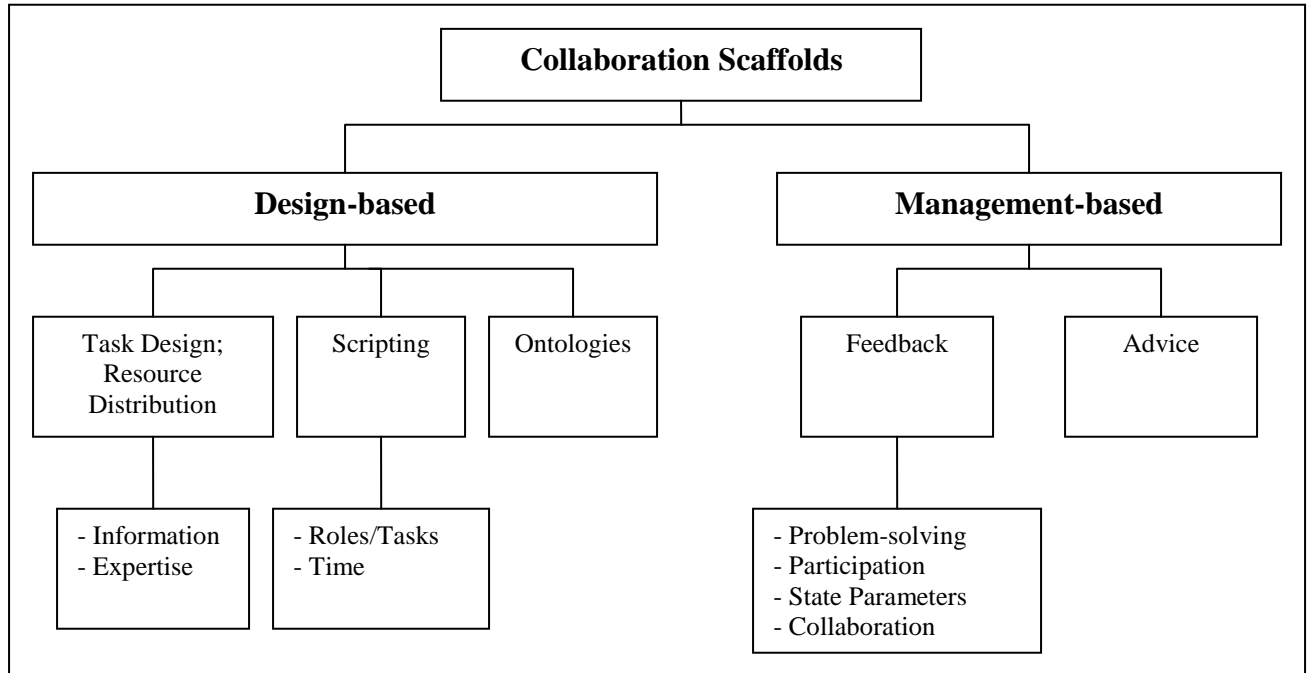 Collaboration Scaffolds
Design-based
Management-based
Task Design;
Resource
Distribution
Scripting
Ontologies
Feedback
Advice
- Information
- Expertise
- Roles/Tasks
- Time
- Problem-solving
- Participation
- State Parameters
- Collaboration